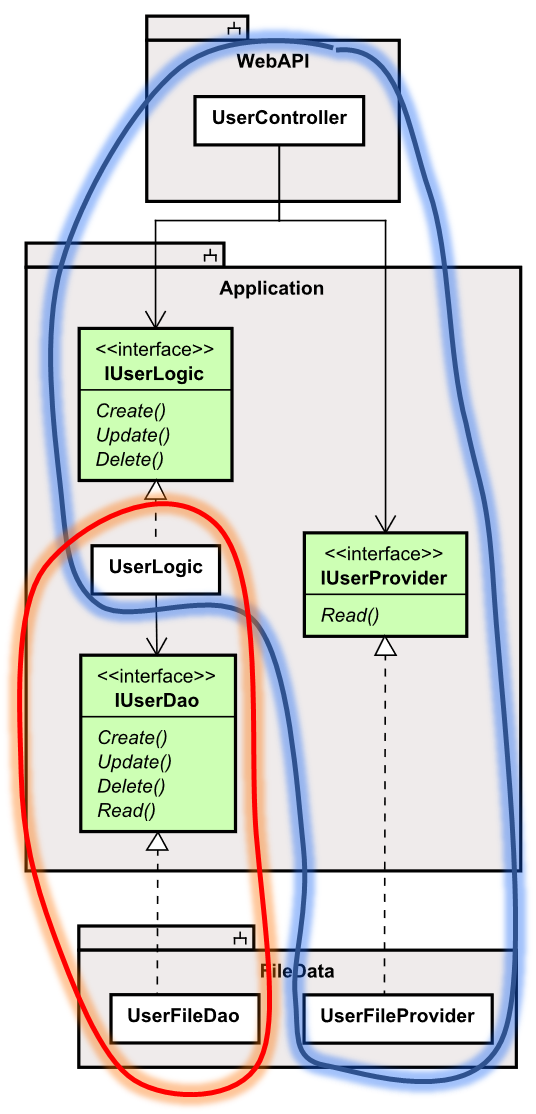 WebAPI
UserController
Application
<<interface>>
IUserLogic
Create()
Update()
Delete()
UserLogic
<<interface>>
IUserProvider
Read()
<<interface>>
IUserDao
Create()
Update()
Delete()
Read()
FileData
UserFileDao
UserFileProvider